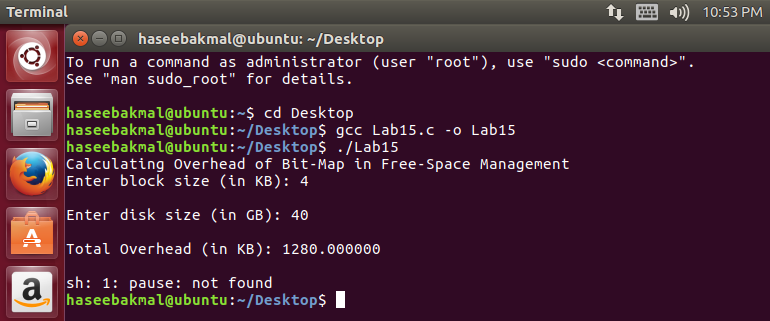 Terminal
10:53 PM
haseebakmal@ubuntu: ~/Desktop
To run a command as administrator (user "root"), use "sudo <command>".
See "man sudo_root" for details.
haseebakmal@ubuntu:~$ cd Desktop
haseebakmal@ubuntu:~/Desktop$ gcc Lab15.c -o Lab15
haseebakmal@ubuntu:~/Desktop$ ./Lab15
Calculating Overhead of Bit-Map in Free-Space Management
Enter block size (in KB): 4
Enter disk size (in GB): 40
Total Overhead (in KB): 1280.000000
sh: 1: pause: not found
haseebakmal@ubuntu:~/Desktop$